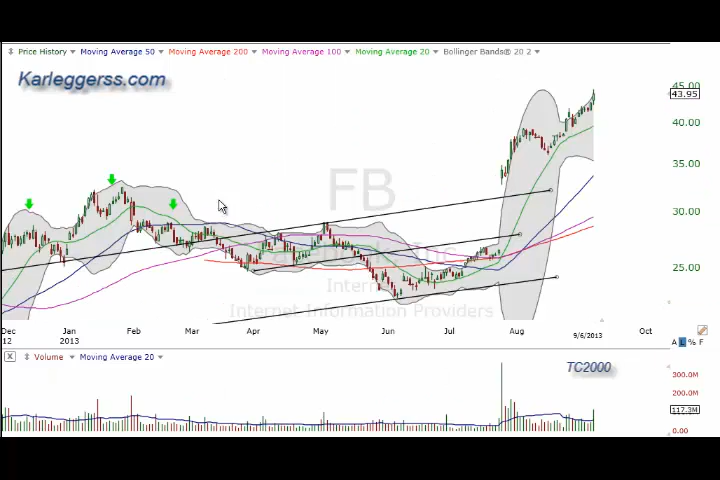 Price History Moving Average 50 Moving Average 200 Moving Average 100 Moving Average 20 Bollinger Bands® 20 2
Karleggerss.com
45.00
43.95
40.00
35.00
FB
30.00
25.00
Internet Information Providers
Dec Jan Feb Mar Apr May Jun Jul Aug 9/6/2013 Oct
12 2013
A L % F
X Volume Moving Average 20
TC2000
300.0M
200.0M
117.3M
0.00